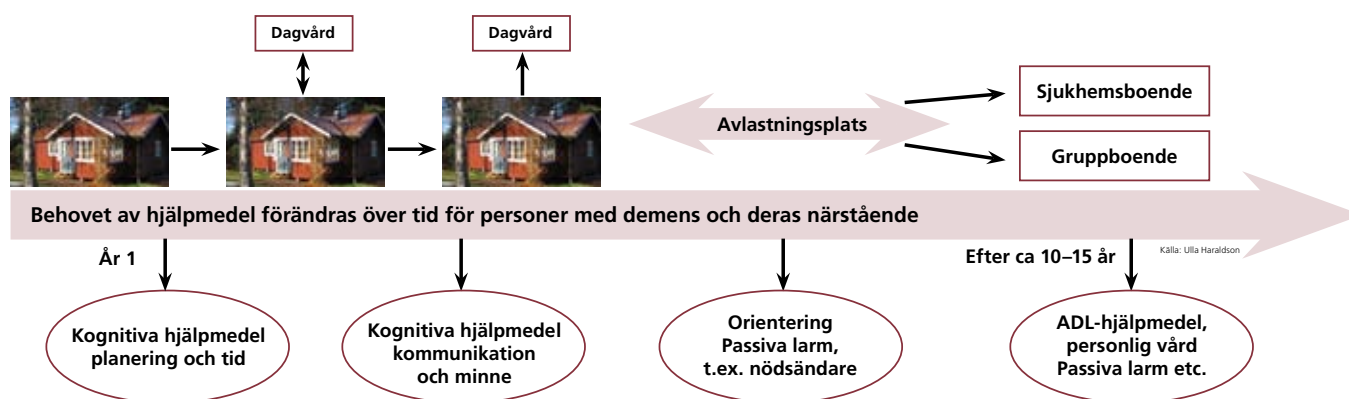 Dagvård
Dagvård
Sjukhemsboende
Avlastningsplats
Gruppboende
Behovet av hjälpmedel förändras över tid för personer med demens och deras närstående
År 1
Efter ca 10–15 år
Källa: Ulla Haraldson
Kognitiva hjälpmedel
planering och tid
Kognitiva hjälpmedel
kommunikation
och minne
Orientering
Passiva larm,
t.ex. nödsändare
ADL-hjälpmedel,
personlig vård
Passiva larm etc.